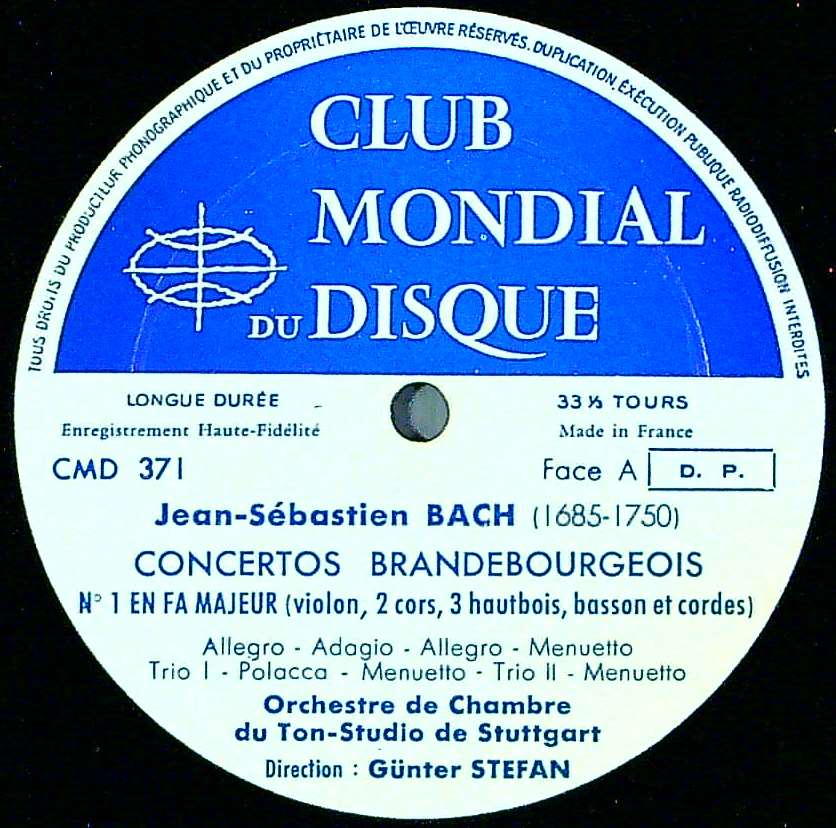 TOUS DROITS DU PRODUCTEUR PHONOGRAPHIQUE ET DU PROPRIÉTAIRE DE L'ŒUVRE RÉSERVÉS. DUPLICATION, EXÉCUTION PUBLIQUE RADIODIFFUSION INTERDITES
CLUB
MONDIAL
DU DISQUE
LONGUE DURÉE
Enregistrement Haute-Fidélité
33 ⅓ TOURS
Made in France
CMD 371
Face A D. P.
Jean-Sébastien BACH (1685-1750)
CONCERTOS BRANDEBOURGEOIS
N° 1 EN FA MAJEUR (violon, 2 cors, 3 hautbois, basson et cordes)
Allegro - Adagio - Allegro - Menuetto
Trio I - Polacca - Menuetto - Trio II - Menuetto
Orchestre de Chambre
du Ton-Studio de Stuttgart
Direction : Günter STEFAN